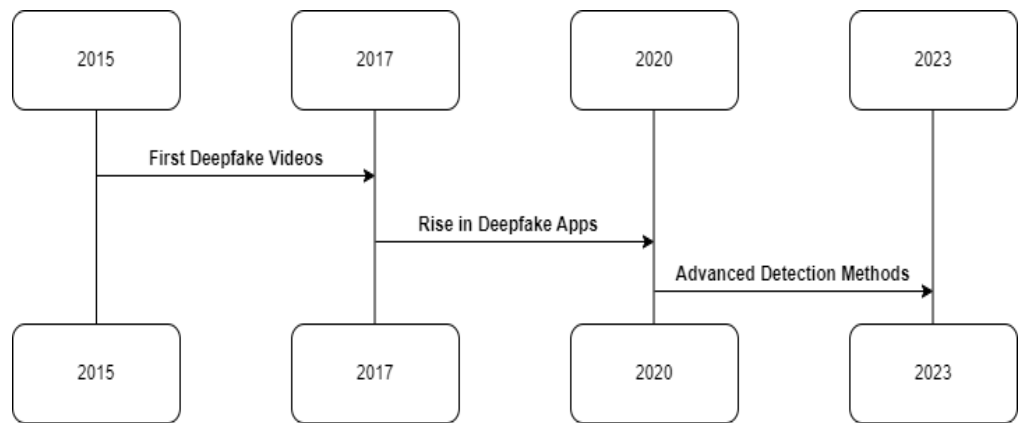 2015
2017
2020
2023
First Deepfake Videos
Rise in Deepfake Apps
Advanced Detection Methods
2015
2017
2020
2023